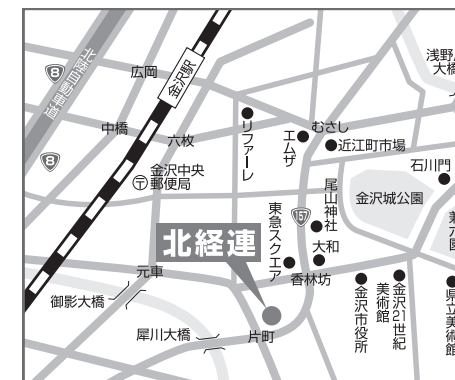 8
北陸自動車道
広岡
金沢駅
浅野川
大橋
中橋
六枚
リファーレ
エムザ
むさし
近江町市場
8
金沢中央
郵便局
石川門
尾山神社
金沢城公園
兼六園
157
東急スクエア
北経連
大和
元車
香林坊
御影大橋
金沢市役所
金沢21世紀
美術館
県立美術館
犀川大橋
片町